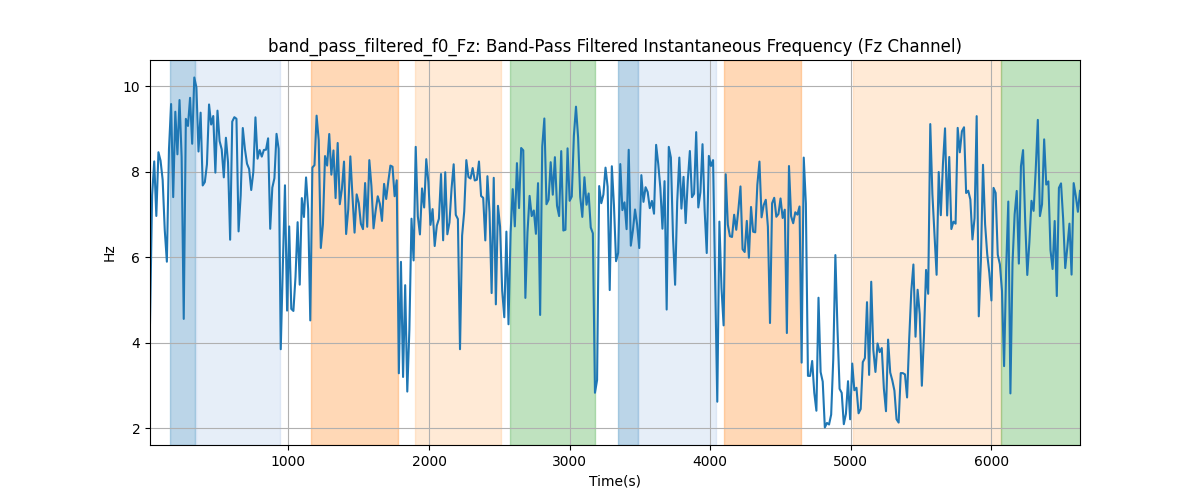 band_pass_filtered_f0_Fz: Band-Pass Filtered Instantaneous Frequency (Fz Channel)
10
8
6
4
2
Hz
1000 2000 3000 4000 5000 6000
Time(s)